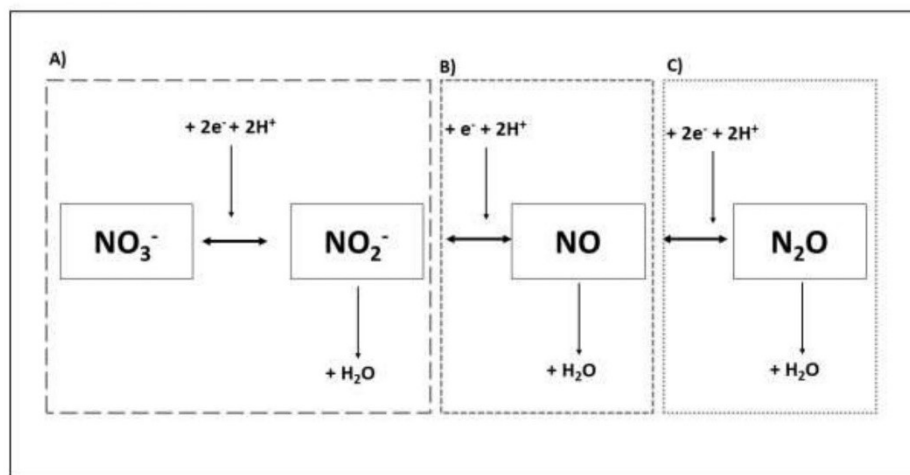 A)
B)
C)
+ 2e⁻ + 2H⁺
+ e⁻ + 2H⁺
+ 2e⁻ + 2H⁺
NO₃⁻
NO₂⁻
NO
N₂O
+ H₂O
+ H₂O
+ H₂O